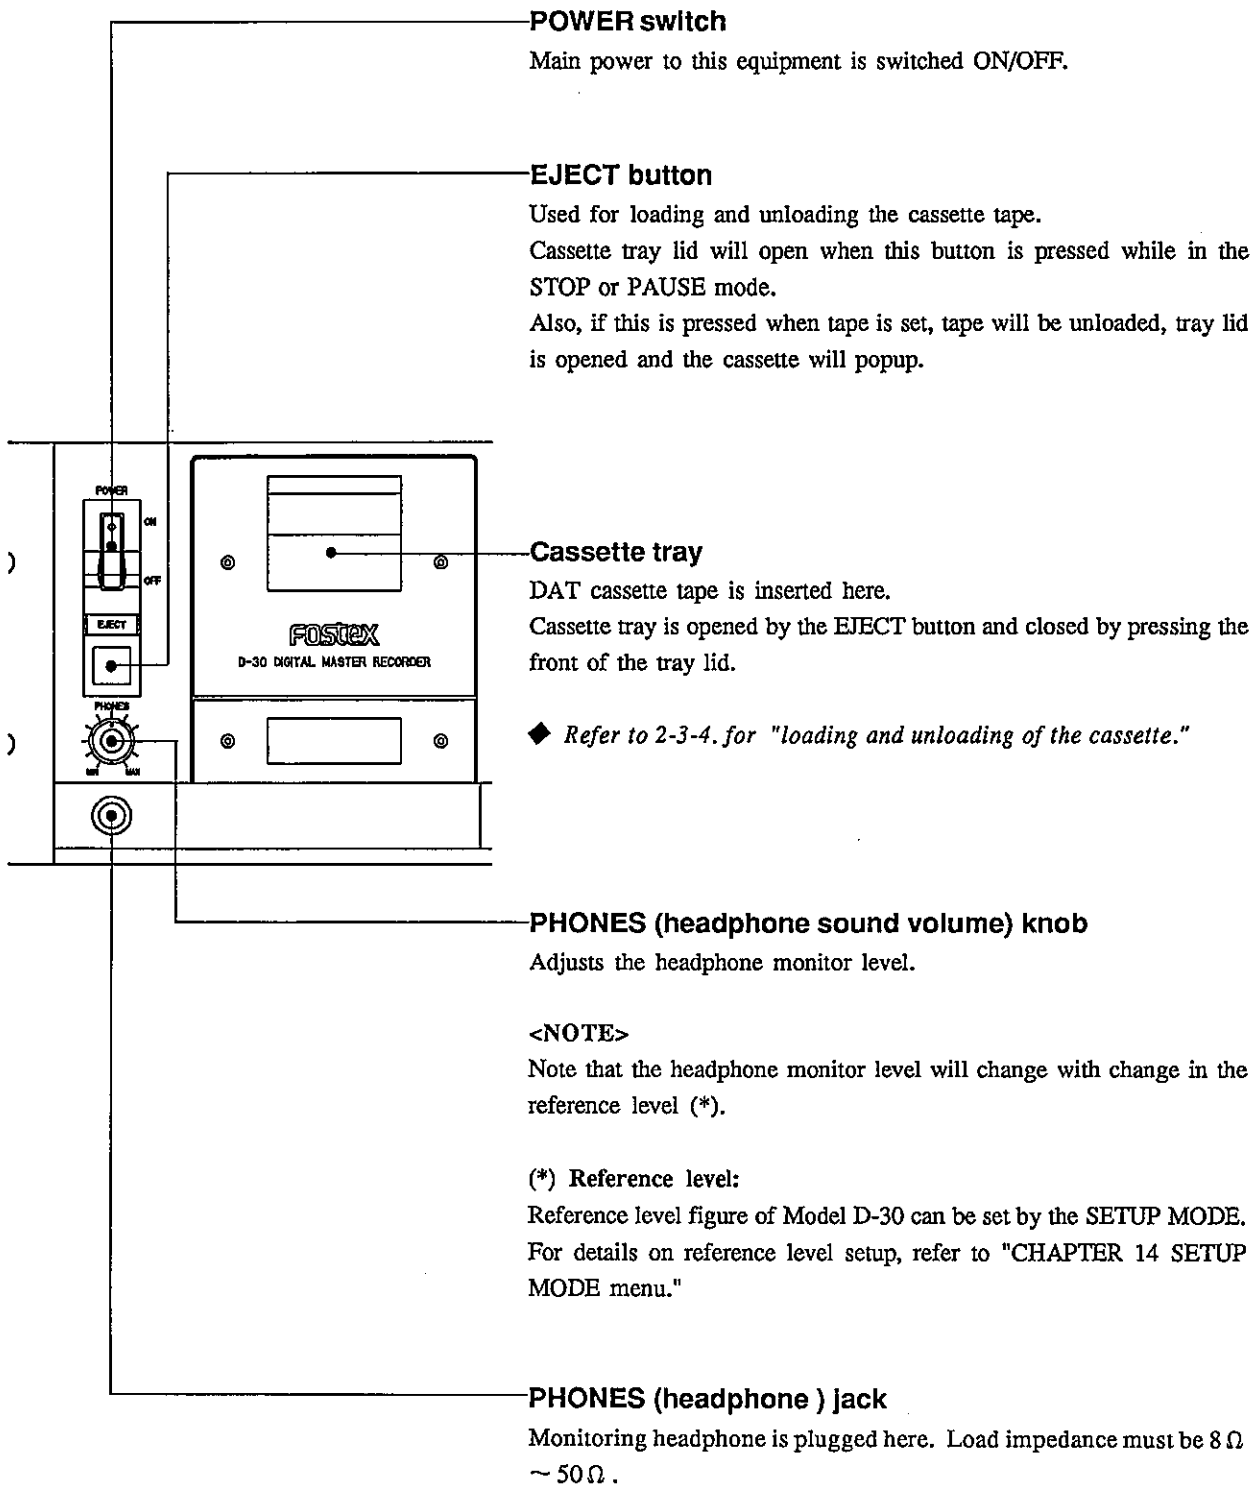 POWER switch
Main power to this equipment is switched ON/OFF.
EJECT button
Used for loading and unloading the cassette tape.
Cassette tray lid will open when this button is pressed while in the
STOP or PAUSE mode.
Also, if this is pressed when tape is set, tape will be unloaded, tray lid
is opened and the cassette will popup.
POWER
ON
OFF
EJECT
PHONES
MIN MAX
FOSTEX
D-30 DIGITAL MASTER RECORDER
Cassette tray
DAT cassette tape is inserted here.
Cassette tray is opened by the EJECT button and closed by pressing the
front of the tray lid.
◆ Refer to 2-3-4. for "loading and unloading of the cassette."
PHONES (headphone sound volume) knob
Adjusts the headphone monitor level.
<NOTE>
Note that the headphone monitor level will change with change in the
reference level (*).
(*) Reference level:
Reference level figure of Model D-30 can be set by the SETUP MODE.
For details on reference level setup, refer to "CHAPTER 14 SETUP
MODE menu."
PHONES (headphone ) jack
Monitoring headphone is plugged here. Load impedance must be 8 Ω
~ 50 Ω .